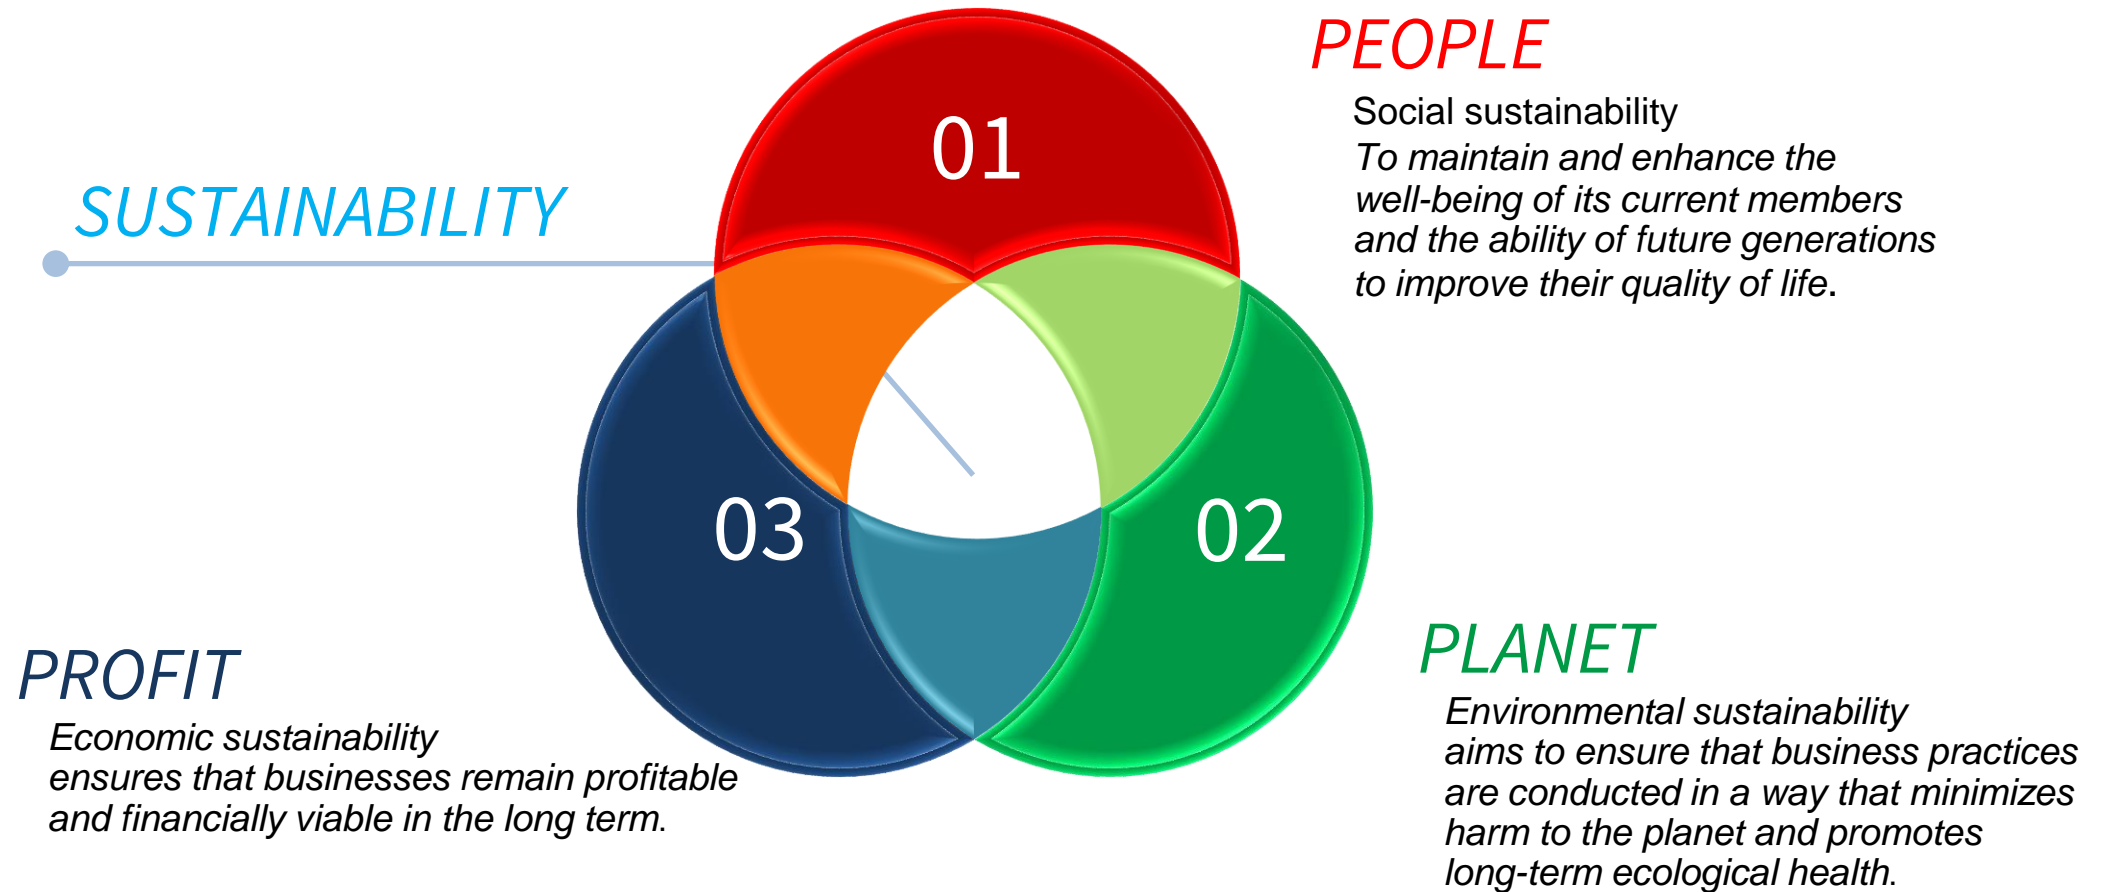 PEOPLE
Social sustainability
To maintain and enhance the
well-being of its current members
and the ability of future generations
to improve their quality of life.
01
SUSTAINABILITY
03
02
PROFIT
Economic sustainability
ensures that businesses remain profitable
and financially viable in the long term.
PLANET
Environmental sustainability
aims to ensure that business practices
are conducted in a way that minimizes
harm to the planet and promotes
long-term ecological health.